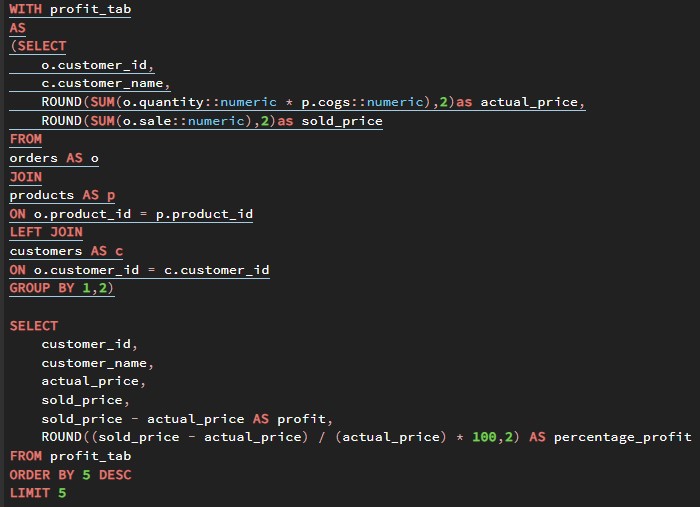 WITH profit_tab
AS
(SELECT
    o.customer_id,
    c.customer_name,
    ROUND(SUM(o.quantity::numeric * p.cogs::numeric),2)as actual_price,
    ROUND(SUM(o.sale::numeric),2)as sold_price
FROM
orders AS o
JOIN
products AS p
ON o.product_id = p.product_id
LEFT JOIN
customers AS c
ON o.customer_id = c.customer_id
GROUP BY 1,2)

SELECT
    customer_id,
    customer_name,
    actual_price,
    sold_price,
    sold_price - actual_price AS profit,
    ROUND((sold_price - actual_price) / (actual_price) * 100,2) AS percentage_profit
FROM profit_tab
ORDER BY 5 DESC
LIMIT 5